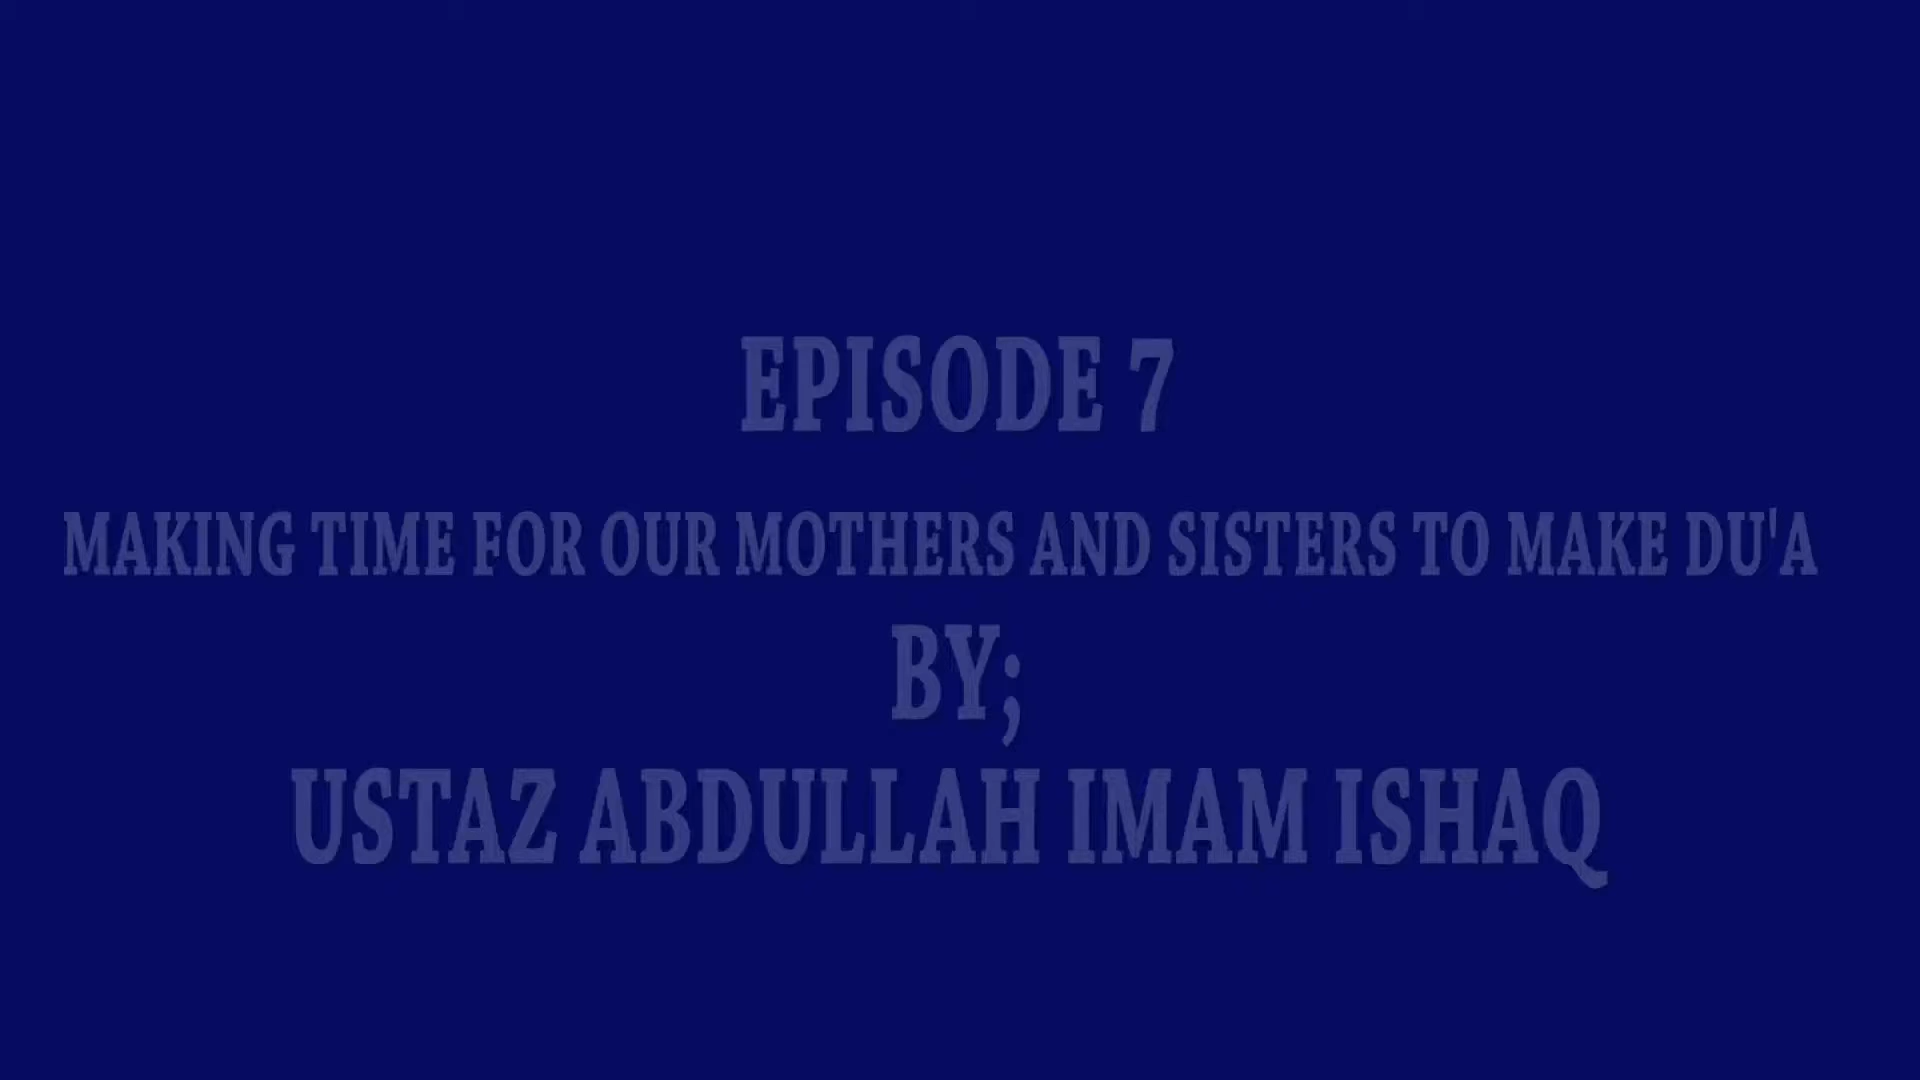 EPISODE 7
MAKING TIME FOR OUR MOTHERS AND SISTERS TO MAKE DU'A
BY;
USTAZ ABDULLAH IMAM ISHAQ